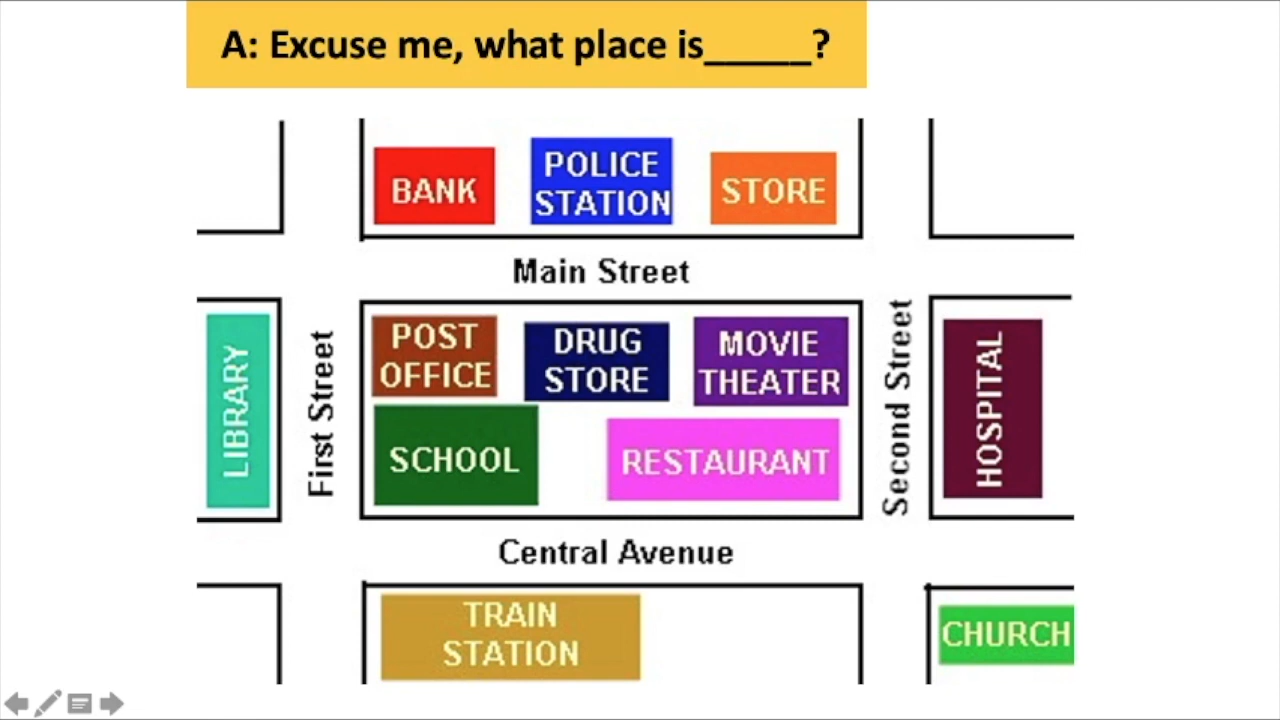 A: Excuse me, what place is_____?
BANK
POLICE
STATION
STORE
Main Street
LIBRARY
First Street
POST
OFFICE
DRUG
STORE
MOVIE
THEATER
SCHOOL
RESTAURANT
Second Street
HOSPITAL
Central Avenue
TRAIN
STATION
CHURCH